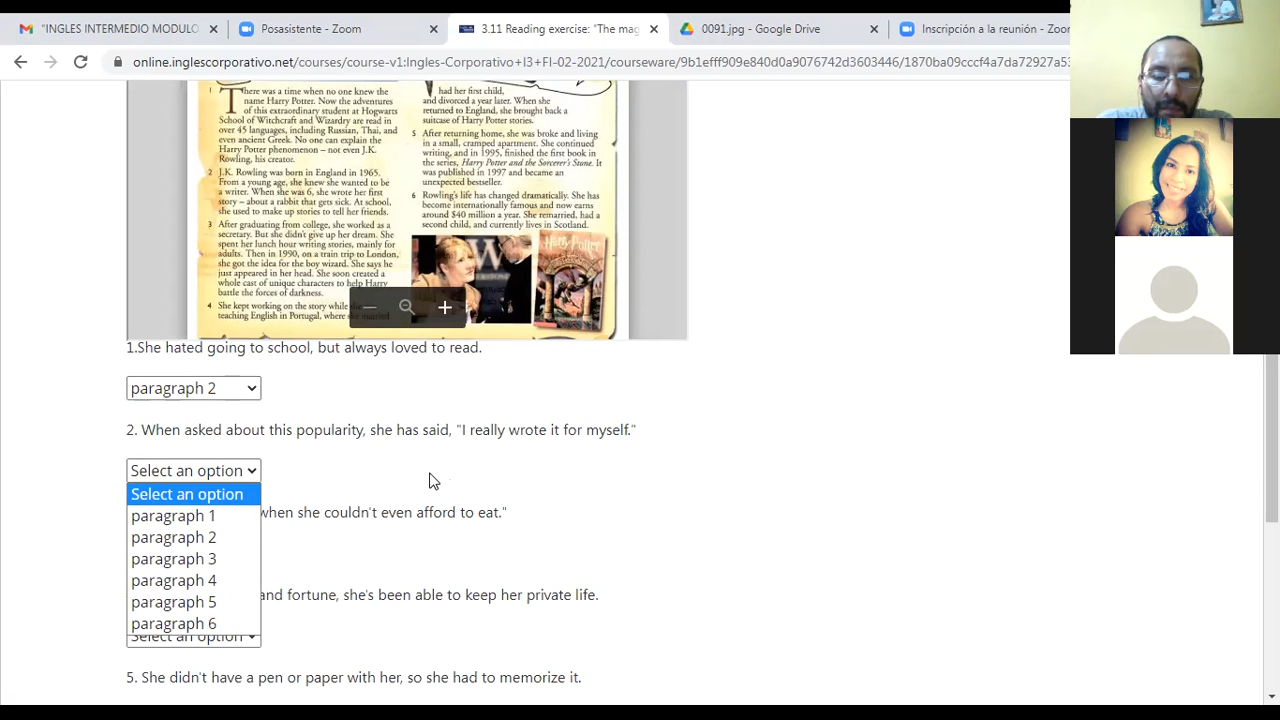 "INGLES INTERMEDIO MODULO
Posasistente - Zoom
3.11 Reading exercise: "The mag
0091.jpg - Google Drive
Inscripción a la reunión - Zoom
online.inglescorporativo.net/courses/course-v1:Ingles-Corporativo+I3+FI-02-2021/courseware/9b1efff909e840d0a9070742d3603446/1870ba09cccf4a7da72927a53
1 There was a time when no one knew the
name Harry Potter. Now the adventures
of this extraordinary student at Hogwarts
School of Witchcraft and Wizardry are read in
over 45 languages, including Russian, Thai, and
even ancient Greek. No one can explain the
Harry Potter phenomenon – not even J.K.
Rowling, his creator.
2 J.K. Rowling was born in England in 1965.
From a young age, she knew she wanted to be
a writer. When she was 6, she wrote her first
story – about a rabbit that gets sick. At school,
she used to make up stories to tell her friends.
3 After graduating from college, she worked as a
secretary. But she didn't give up her dream. She
spent her lunch hour writing stories, mainly for
adults. Then in 1990, on a train trip to London,
she got the idea for the boy wizard. She says he
just appeared in her head. She soon created a
whole cast of unique characters to help Harry
battle the forces of darkness.
4 She kept working on the story while she
teaching English in Portugal, where she married
had her first child,
and divorced a year later. When she
returned to England, she brought back a
suitcase of Harry Potter stories.
5 After returning home, she was broke and living
in a small, cramped apartment. She continued
writing, and in 1995, finished the first book in
the series, Harry Potter and the Sorcerer's Stone. It
was published in 1997 and became an
unexpected bestseller.
6 Rowling's life has changed dramatically. She has
become internationally famous and now earns
around $40 million a year. She remarried, had a
second child, and currently lives in Scotland.
Harry Potter
1.She hated going to school, but always loved to read.
paragraph 2
2. When asked about this popularity, she has said, "I really wrote it for myself."
Select an option
Select an option
paragraph 1
paragraph 2
paragraph 3
paragraph 4
paragraph 5
paragraph 6
when she couldn't even afford to eat."
and fortune, she's been able to keep her private life.
Select an option
5. She didn't have a pen or paper with her, so she had to memorize it.